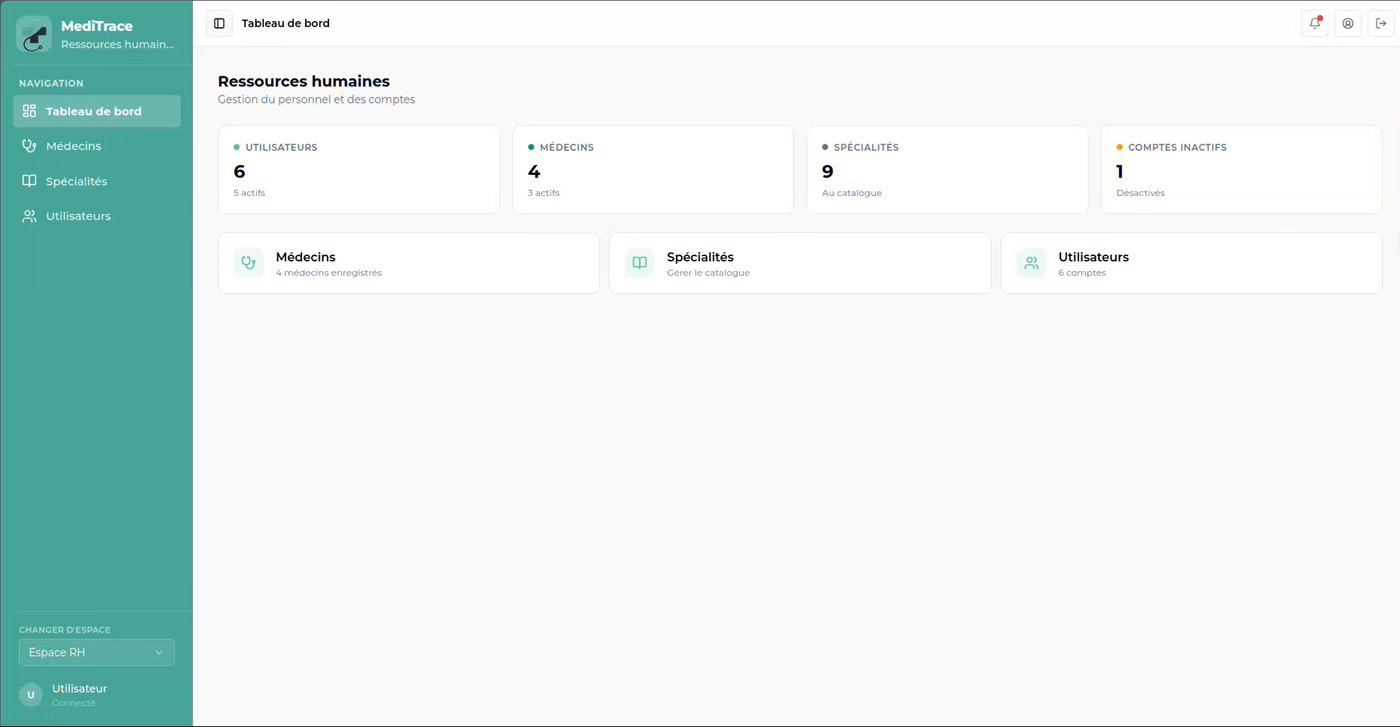 MediTrace
Ressources humain...
Tableau de bord
NAVIGATION
Tableau de bord
Médecins
Spécialités
Utilisateurs
Ressources humaines
Gestion du personnel et des comptes
UTILISATEURS
6
5 actifs
MÉDECINS
4
3 actifs
SPÉCIALITÉS
9
Au catalogue
COMPTES INACTIFS
1
Désactivés
Médecins
4 médecins enregistrés
Spécialités
Gérer le catalogue
Utilisateurs
6 comptes
CHANGER D'ESPACE
Espace RH
U
Utilisateur
Connecté